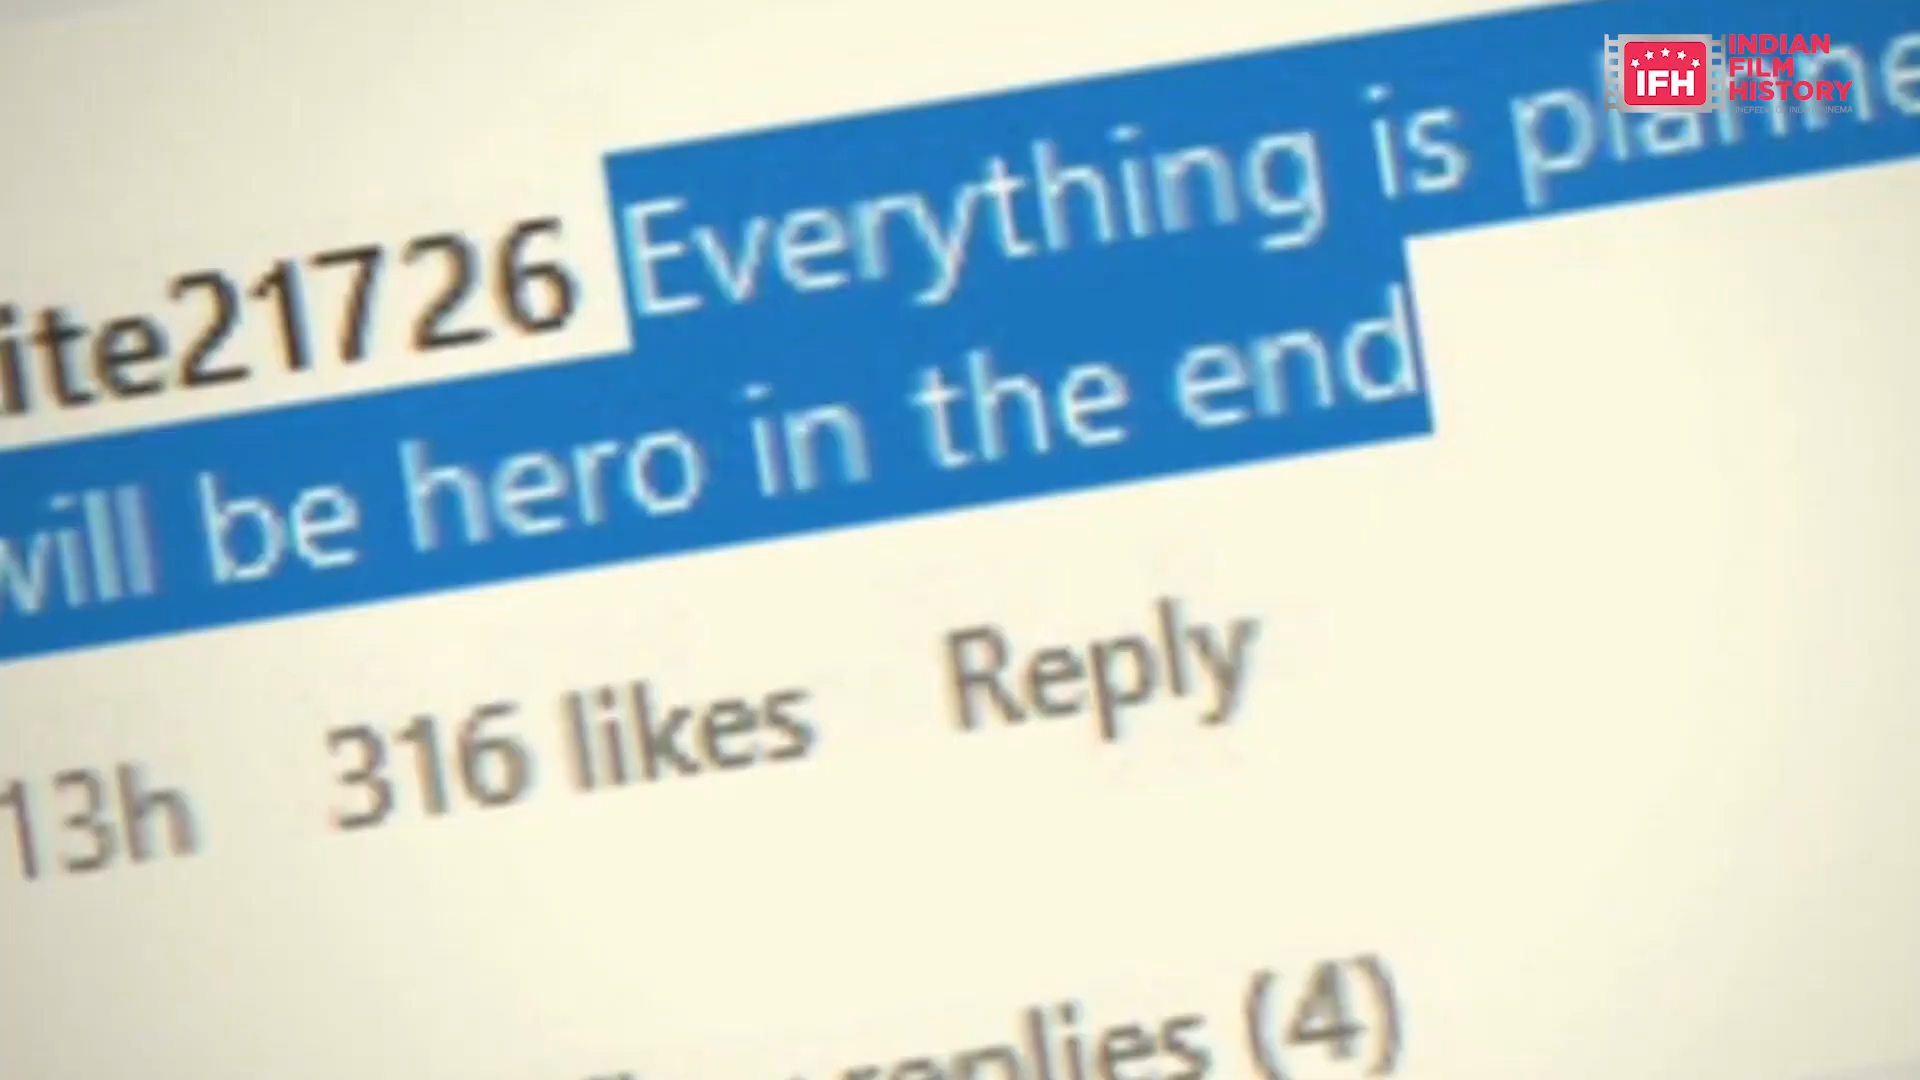 INDIAN
FILM
HISTORY
IFH
ite21726 Everything is planne
will be hero in the end
13h 316 likes Reply
replies (4)